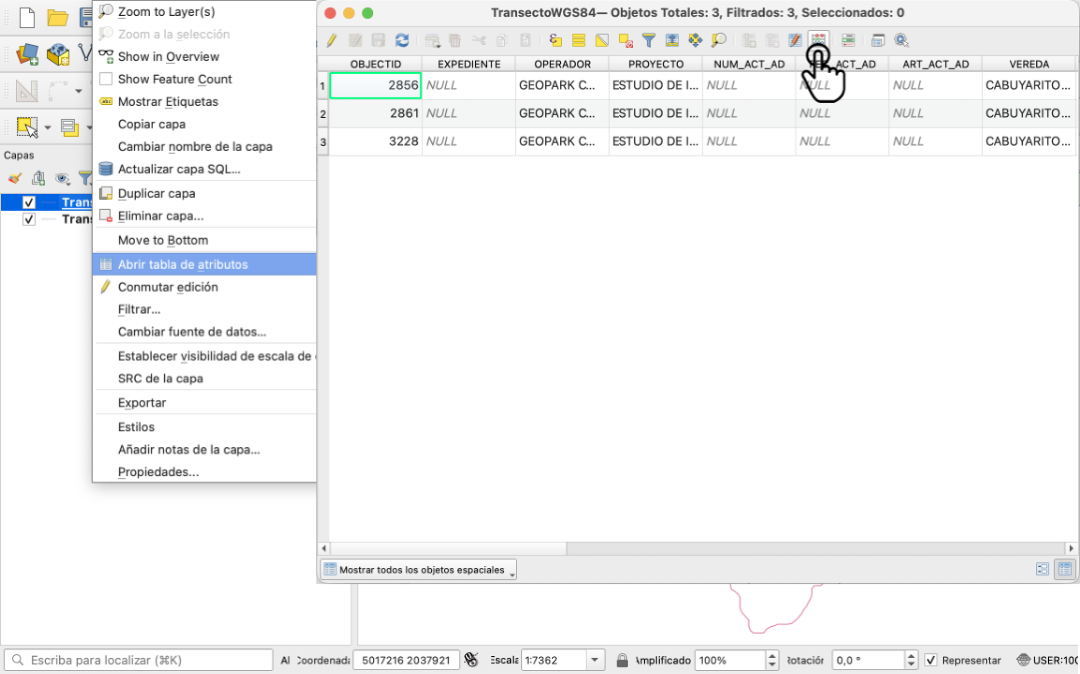 Zoom to Layer(s)
Zoom a la selección
Show in Overview
Show Feature Count
Mostrar Etiquetas
Copiar capa
Cambiar nombre de la capa
Actualizar capa SQL...
Duplicar capa
Eliminar capa...
Move to Bottom
Abrir tabla de atributos
Conmutar edición
Filtrar...
Cambiar fuente de datos...
Establecer visibilidad de escala de
SRC de la capa
Exportar
Estilos
Añadir notas de la capa...
Propiedades...
Capas
Trans
Trans
TransectoWGS84— Objetos Totales: 3, Filtrados: 3, Seleccionados: 0
OBJECTID EXPEDIENTE OPERADOR PROYECTO NUM_ACT_AD ACT_AD ART_ACT_AD VEREDA
1 2856 NULL GEOPARK C... ESTUDIO DE I... NULL NULL NULL CABUYARITO...
2 2861 NULL GEOPARK C... ESTUDIO DE I... NULL NULL NULL CABUYARITO...
3 3228 NULL GEOPARK C... ESTUDIO DE I... NULL NULL NULL CABUYARITO...
Mostrar todos los objetos espaciales
Escriba para localizar (⌘K) Al Coordenada 5017216 2037921 Escala 1:7362 Amplificado 100% Rotación 0,0 ° Representar USER:100